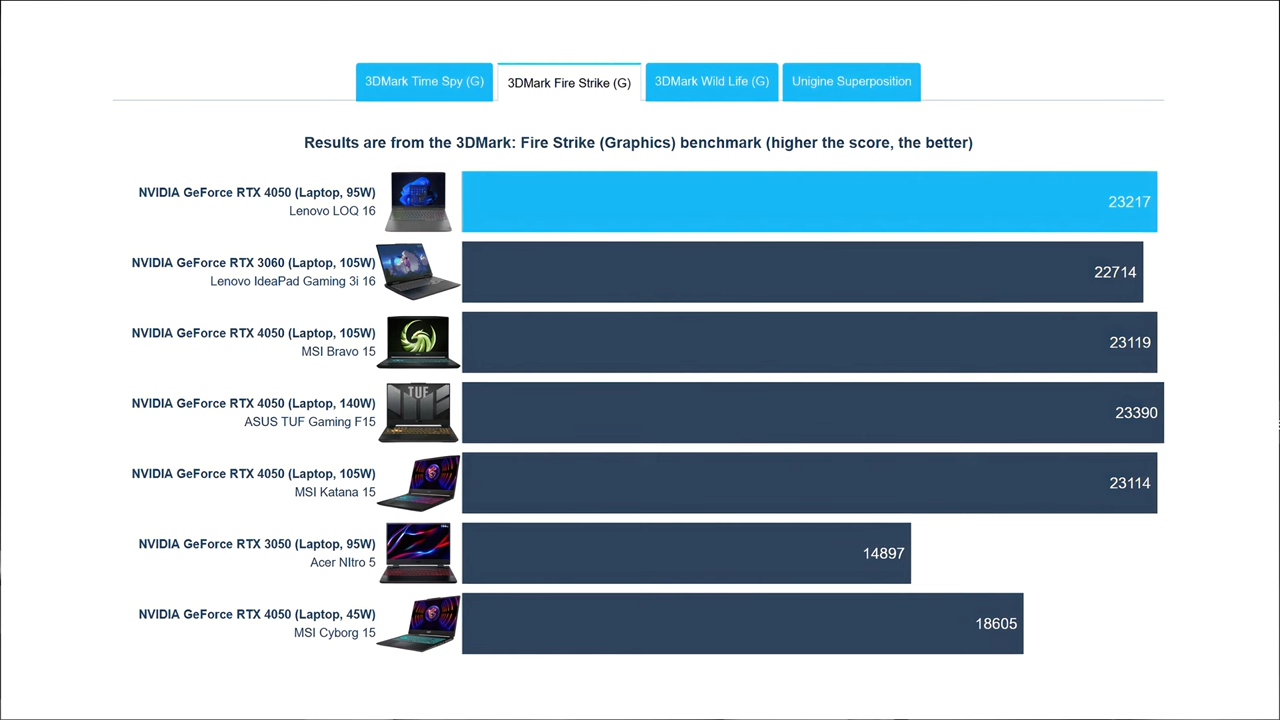 3DMark Time Spy (G)
3DMark Fire Strike (G)
3DMark Wild Life (G)
Unigine Superposition
Results are from the 3DMark: Fire Strike (Graphics) benchmark (higher the score, the better)
NVIDIA GeForce RTX 4050 (Laptop, 95W)
Lenovo LOQ 16
23217
NVIDIA GeForce RTX 3060 (Laptop, 105W)
Lenovo IdeaPad Gaming 3i 16
22714
NVIDIA GeForce RTX 4050 (Laptop, 105W)
MSI Bravo 15
23119
NVIDIA GeForce RTX 4050 (Laptop, 140W)
ASUS TUF Gaming F15
TUF
23390
NVIDIA GeForce RTX 4050 (Laptop, 105W)
MSI Katana 15
23114
NVIDIA GeForce RTX 3050 (Laptop, 95W)
Acer NItro 5
14897
NVIDIA GeForce RTX 4050 (Laptop, 45W)
MSI Cyborg 15
18605